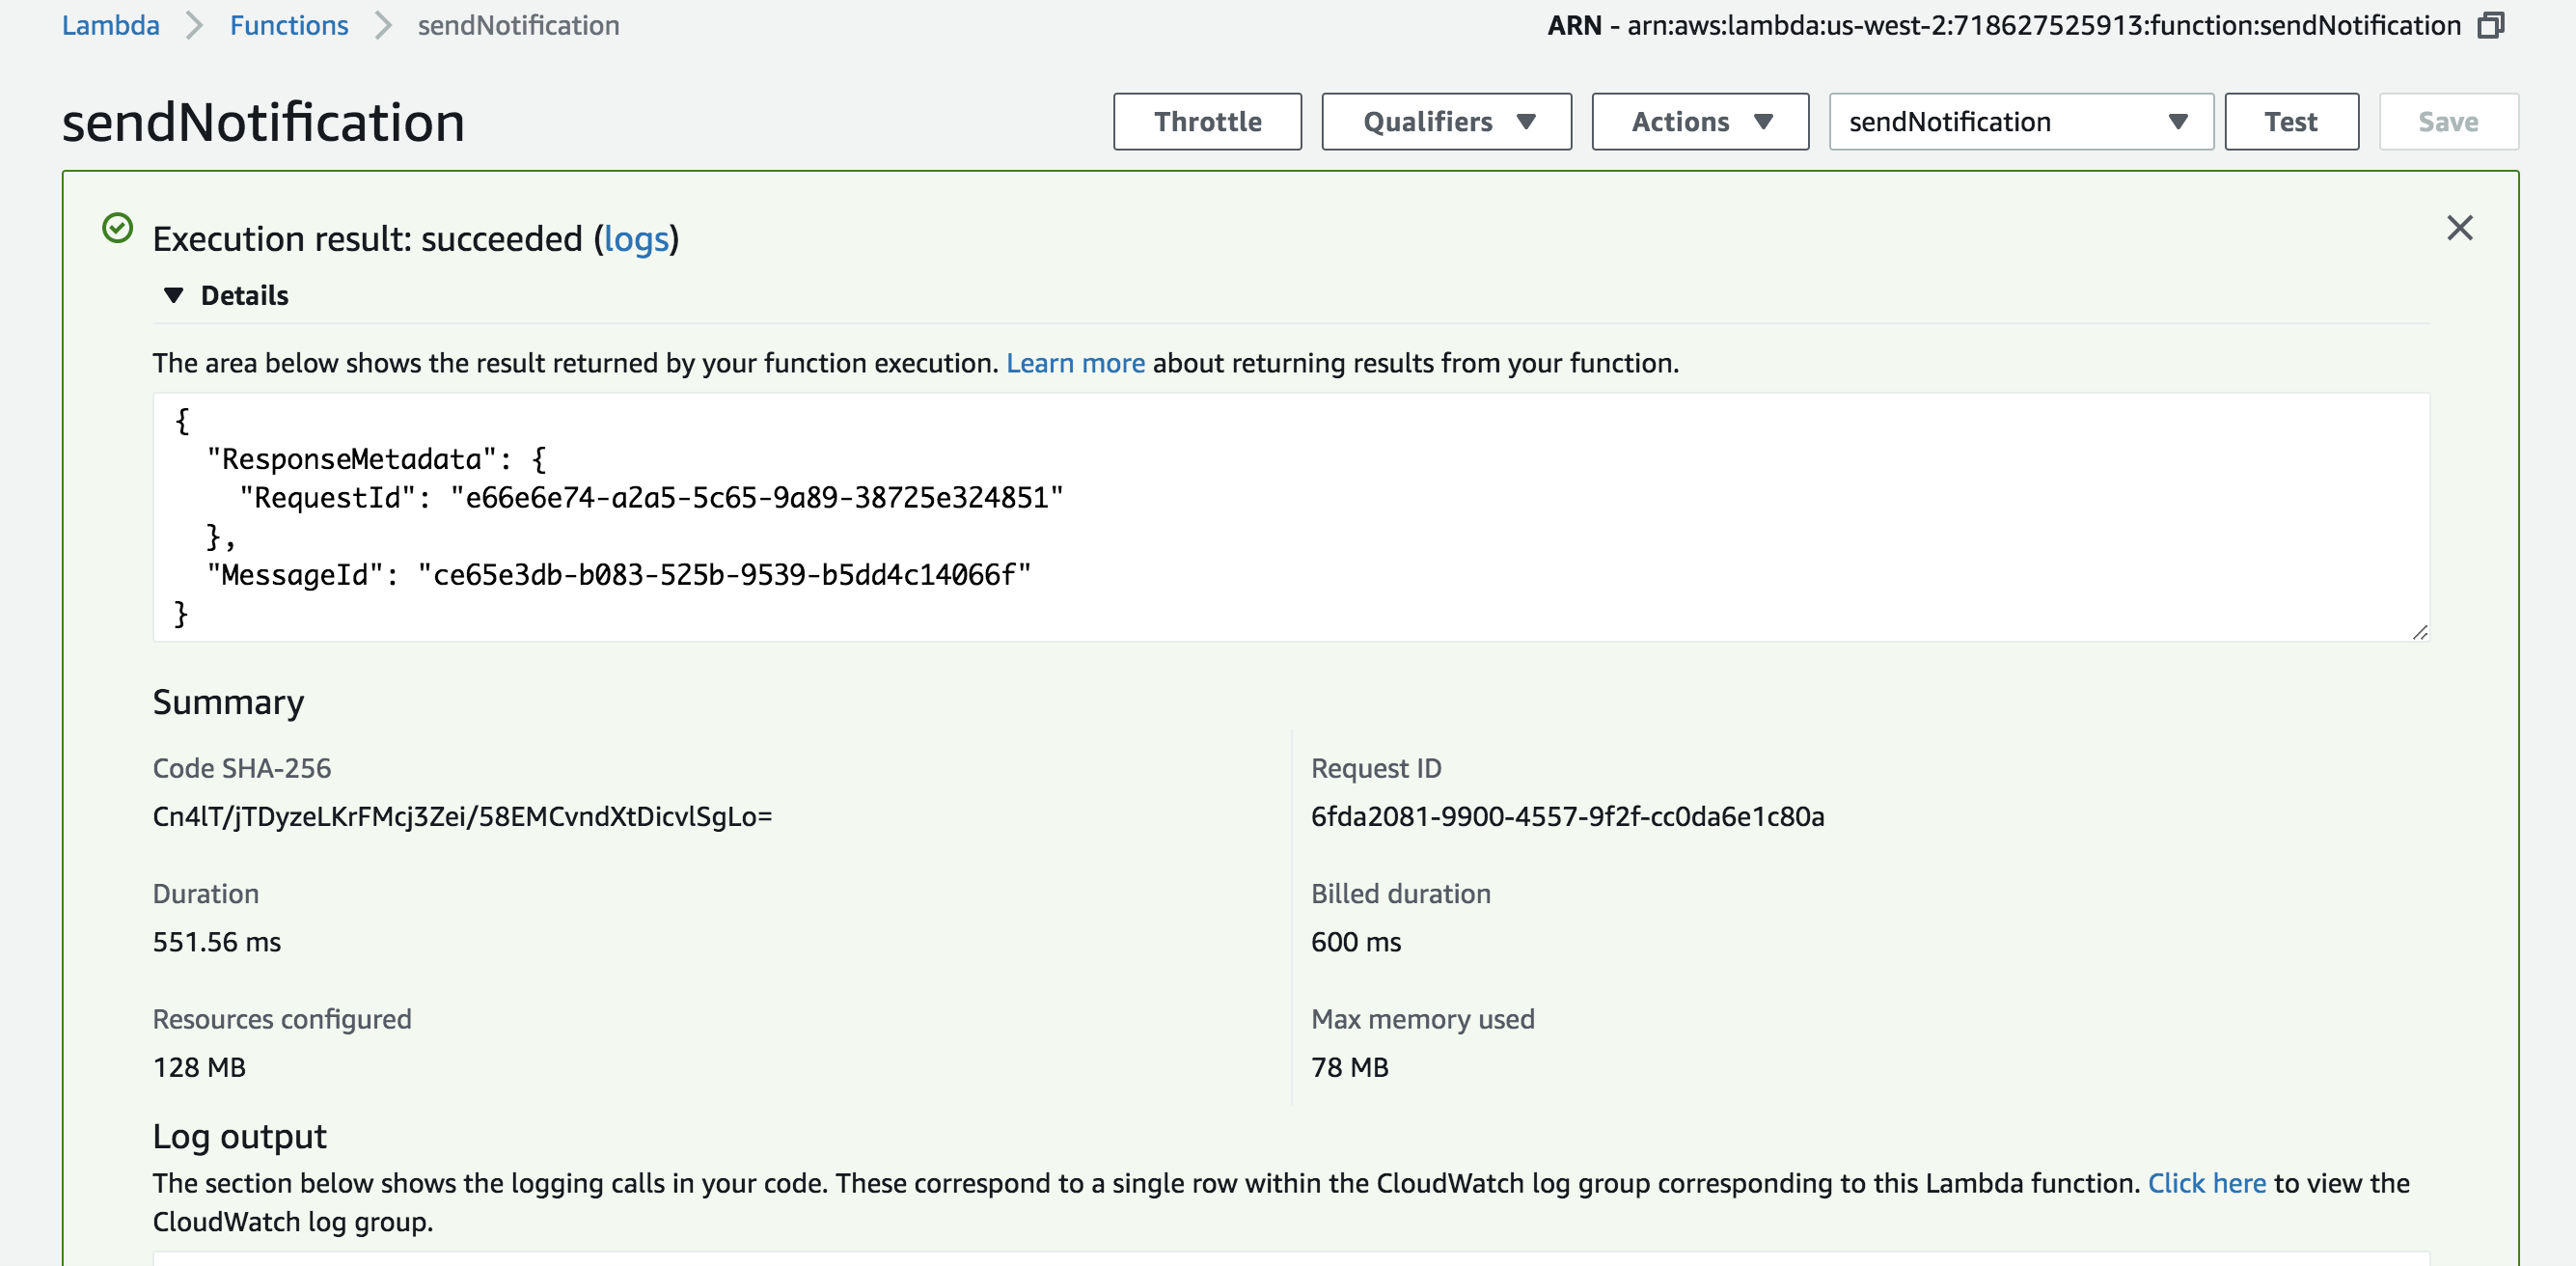 Lambda > Functions > sendNotification
ARN - arn:aws:lambda:us-west-2:718627525913:function:sendNotification
sendNotification
Throttle
Qualifiers
Actions
sendNotification
Test
Save
Execution result: succeeded (logs)
Details
The area below shows the result returned by your function execution. Learn more about returning results from your function.
{
  "ResponseMetadata": {
    "RequestId": "e66e6e74-a2a5-5c65-9a89-38725e324851"
  },
  "MessageId": "ce65e3db-b083-525b-9539-b5dd4c14066f"
}
Summary
Code SHA-256
Cn4lT/jTDyzeLKrFMcj3Zei/58EMCvndXtDicvlSgLo=
Request ID
6fda2081-9900-4557-9f2f-cc0da6e1c80a
Duration
551.56 ms
Billed duration
600 ms
Resources configured
128 MB
Max memory used
78 MB
Log output
The section below shows the logging calls in your code. These correspond to a single row within the CloudWatch log group corresponding to this Lambda function. Click here to view the
CloudWatch log group.